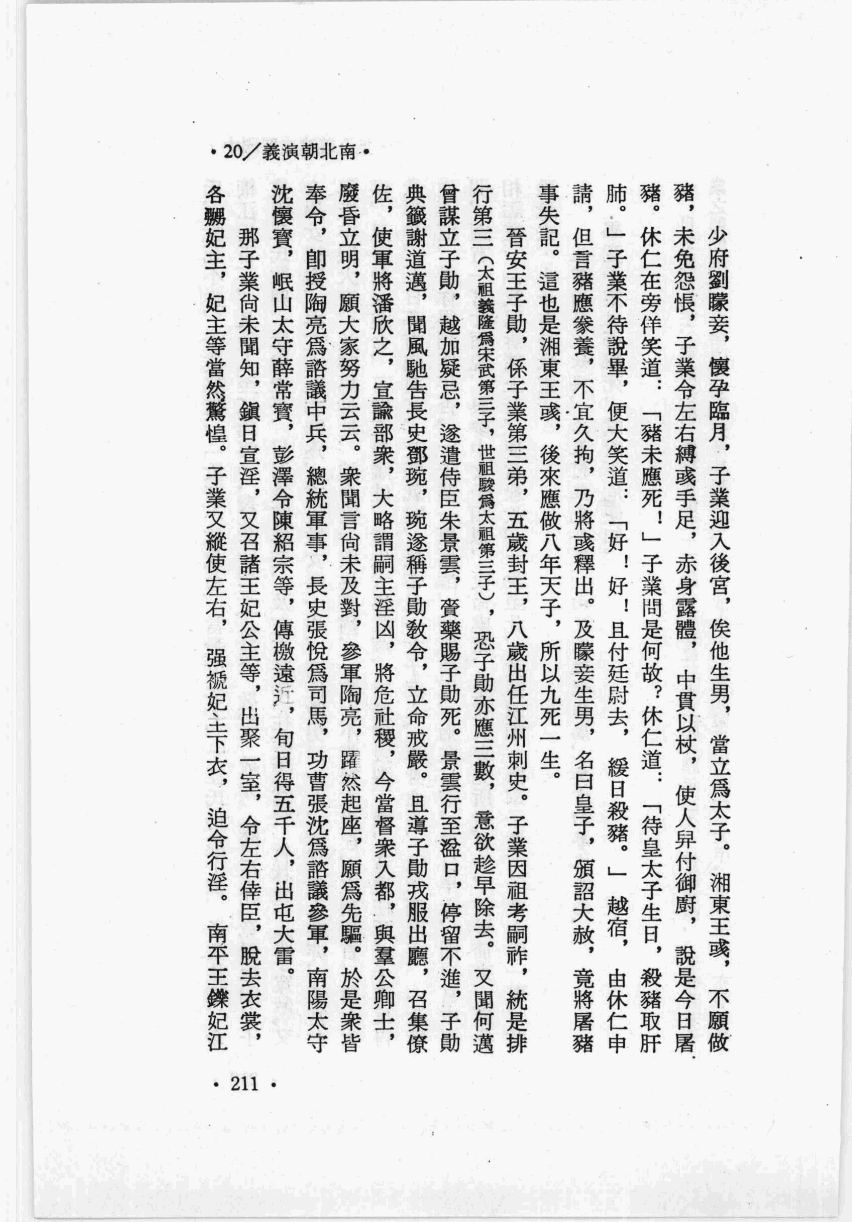 ·20/義演朝北南·
少府劉矇妾，懷孕臨月，子業迎入後宮，俟他生男，當立爲太子。湘東王彧，不願做
豬，未免怨悵，子業令左右縛彧手足，赤身露體，中貫以杖，使人舁付御廚，說是今日屠
豬。休仁在旁佯笑道：「豬未應死！」子業問是何故？休仁道：「待皇太子生日，殺豬取肝
肺。」子業不待說畢，便大笑道：「好！好！且付廷尉去，緩日殺豬。」越宿，由休仁申
請，但言豬應豢養，不宜久拘，乃將彧釋出。及矇妾生男，名曰皇子，頒詔大赦，竟將屠豬
事失記。這也是湘東王彧，後來應做八年天子，所以九死一生。
晉安王子勛，係子業第三弟，五歲封王，八歲出任江州刺史。子業因祖考嗣祚，統是排
行第三（太祖義隆爲宋武第三子，世祖駿爲太祖第三子），恐子勛亦應三數，意欲趁早除去。又聞何邁
曾謀立子勛，越加疑忌，遂遣侍臣朱景雲，賫藥賜子勛死。景雲行至湓口，停留不進，子勛
典籤謝道邁，聞風馳告長史鄧琬，琬遂稱子勛敎令，立命戒嚴。且導子勛戎服出廳，召集僚
佐，使軍將潘欣之，宣諭部衆，大略謂嗣主淫凶，將危社稷，今當督衆入都，與羣公卿士，
廢昏立明，願大家努力云云。衆聞言尙未及對，參軍陶亮，躍然起座，願爲先驅。於是衆皆
奉令，卽授陶亮爲諮議中兵，總統軍事，長史張悅爲司馬，功曹張沈爲諮議參軍，南陽太守
沈懷寶，岷山太守薛常寶，彭澤令陳紹宗等，傳檄遠近，旬日得五千人，出屯大雷。
那子業尙未聞知，鎭日宣淫，又召諸王妃公主等，出聚一室，令左右倖臣，脫去衣裳，
各嬲妃主，妃主等當然驚惶。子業又縱使左右，强褫妃主下衣，迫令行淫。南平王鑠妃江
·211·